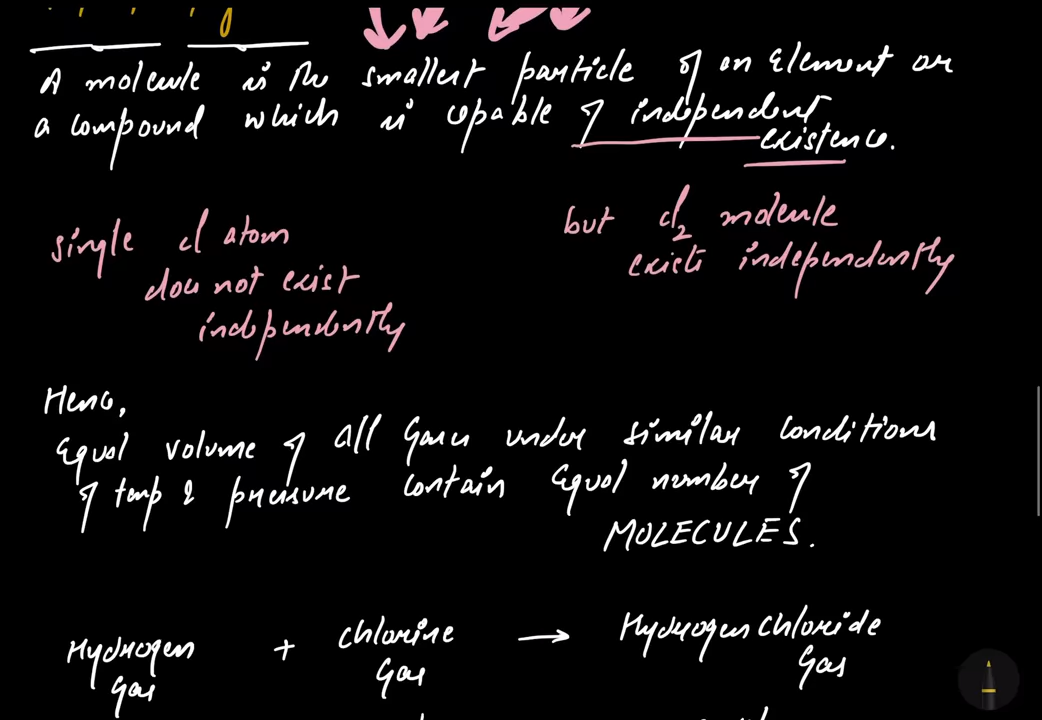 A molecule is the smallest particle of an Element or
a compound which is capable of independent
existence.
single Cl atom
does not exist
independently
but Cl2 molecule
exists independently
Hence,
Equal volume of all Gases under similar conditions
of temp & pressure contain Equal number of
MOLECULES.
Hydrogen + Chlorine → Hydrogen Chloride
Gas Gas Gas